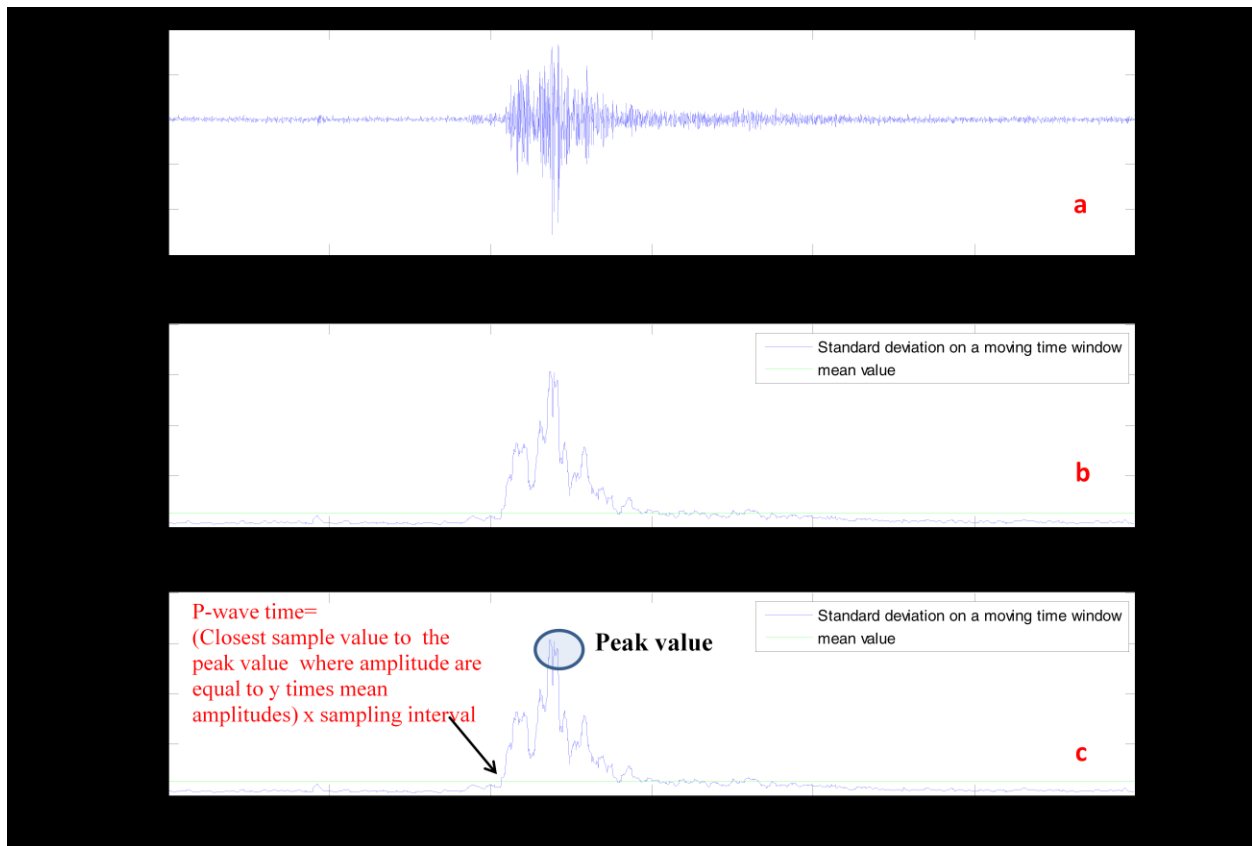 a
Standard deviation on a moving time window
mean value
b
P-wave time=
(Closest sample value to the
peak value where amplitude are
equal to y times mean
amplitudes) x sampling interval
Peak value
Standard deviation on a moving time window
mean value
c